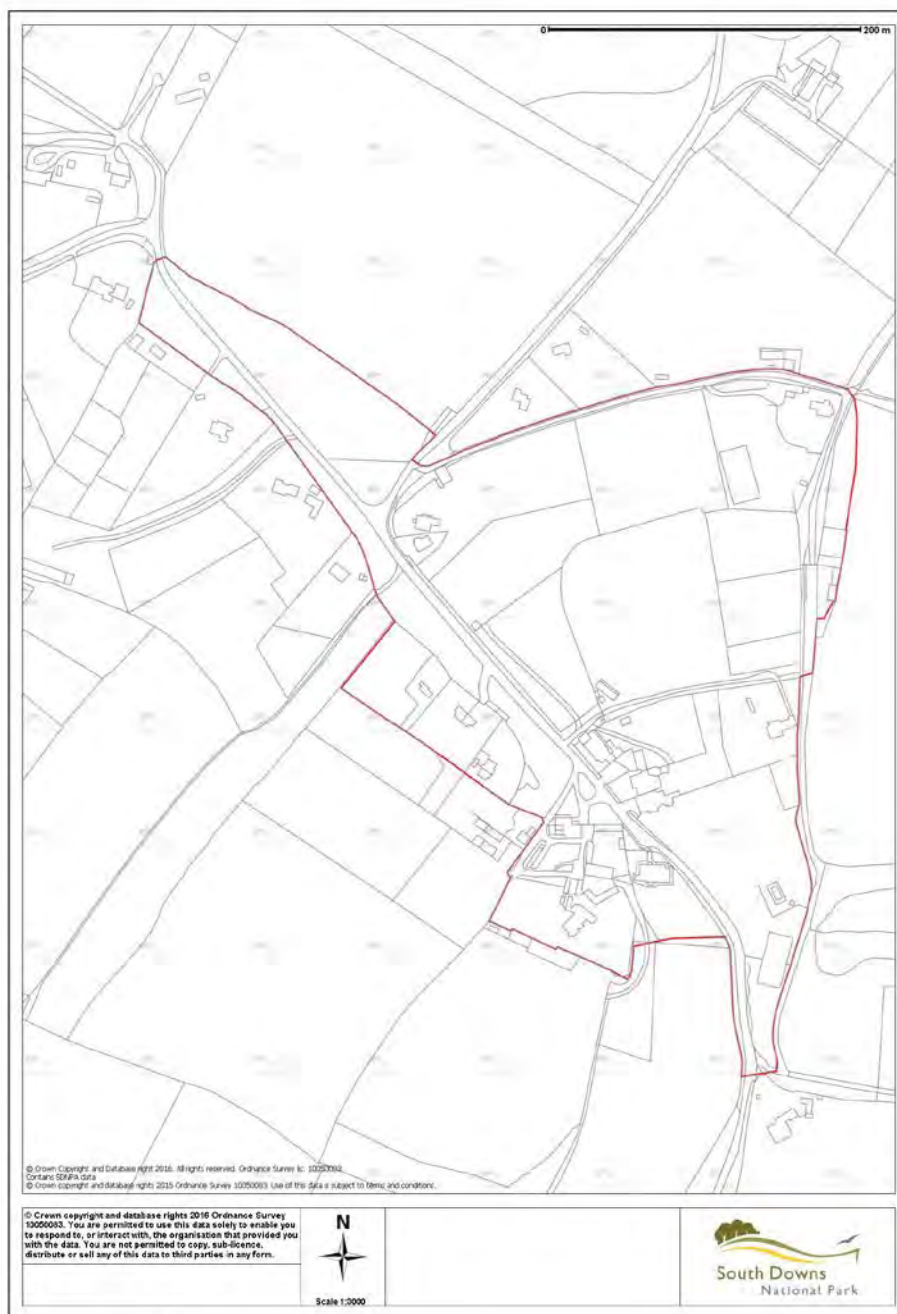 0 200 m
© Crown Copyright and Database right 2016. All rights reserved. Ordnance Survey lic. 10050083
Contains SDNPA data
© Crown copyright and database rights 2015 Ordnance Survey 10050083 Use of this data is subject to terms and conditions.
© Crown copyright and database rights 2016 Ordnance Survey
10050083. You are permitted to use this data solely to enable you
to respond to, or interact with, the organisation that provided you
with the data. You are not permitted to copy, sub-licence,
distribute or sell any of this data to third parties in any form.
N
Scale 1:3000
South Downs
National Park